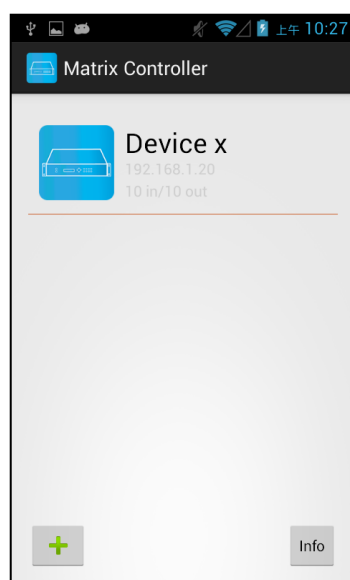 上午 10:27
Matrix Controller
Device x
192.168.1.20
10 in/10 out
Info